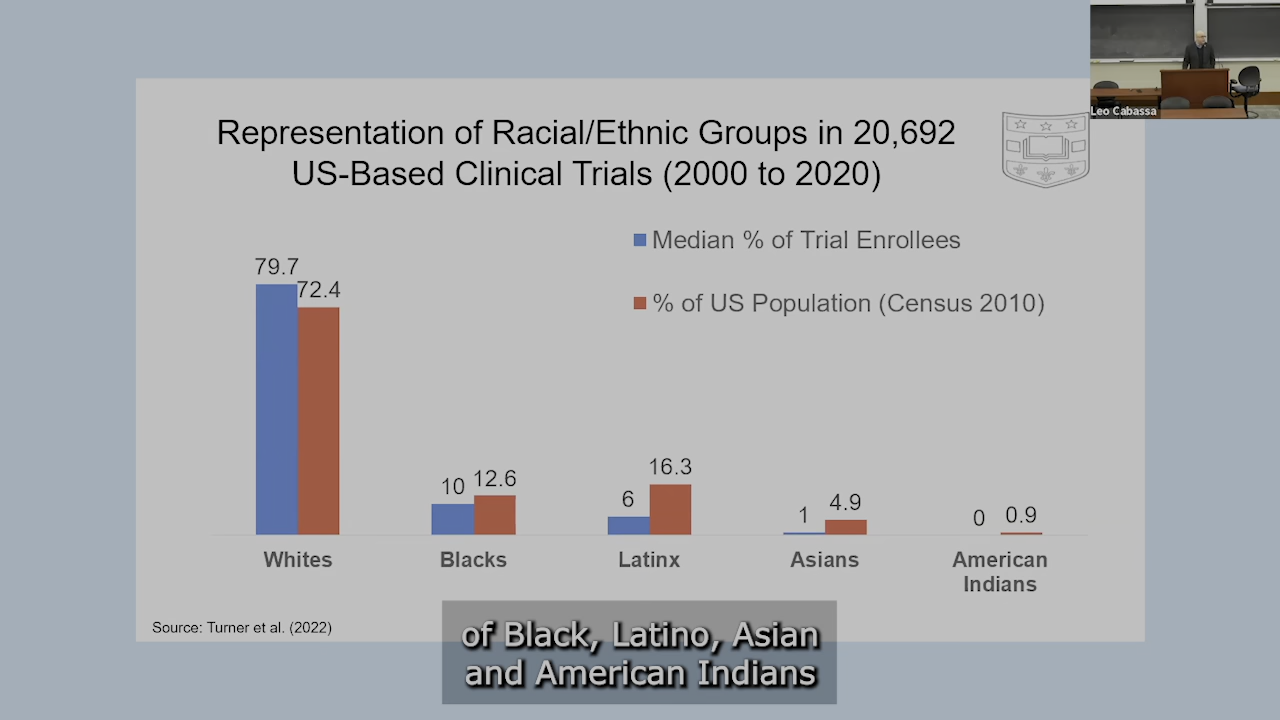 Leo Cabassa
Representation of Racial/Ethnic Groups in 20,692
US-Based Clinical Trials (2000 to 2020)
Median % of Trial Enrollees
% of US Population (Census 2010)
79.7
72.4
10
12.6
6
16.3
1
4.9
0
0.9
Whites
Blacks
Latinx
Asians
American
Indians
Source: Turner et al. (2022)
of Black, Latino, Asian
and American Indians